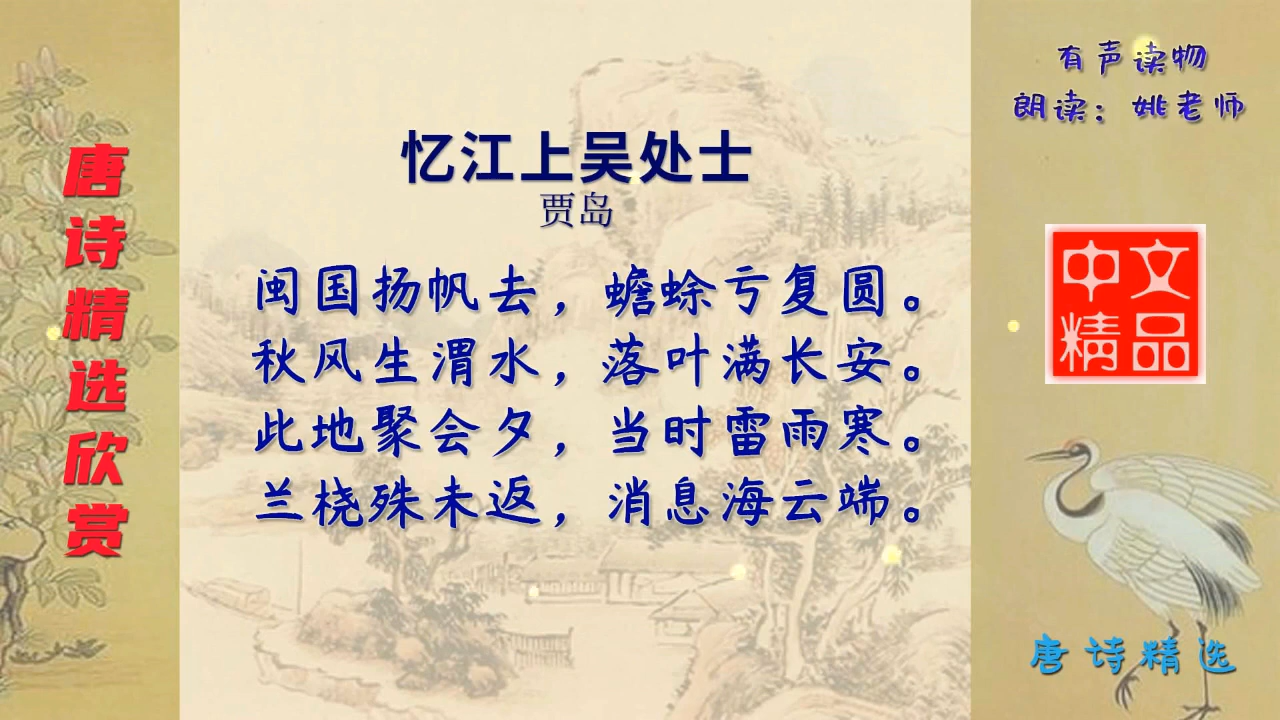 唐诗精选欣赏
忆江上吴处士
贾岛
闽国扬帆去，蟾蜍亏复圆。
秋风生渭水，落叶满长安。
此地聚会夕，当时雷雨寒。
兰桡殊未返，消息海云端。
有声读物
朗读：姚老师
中文
精品
唐诗精选